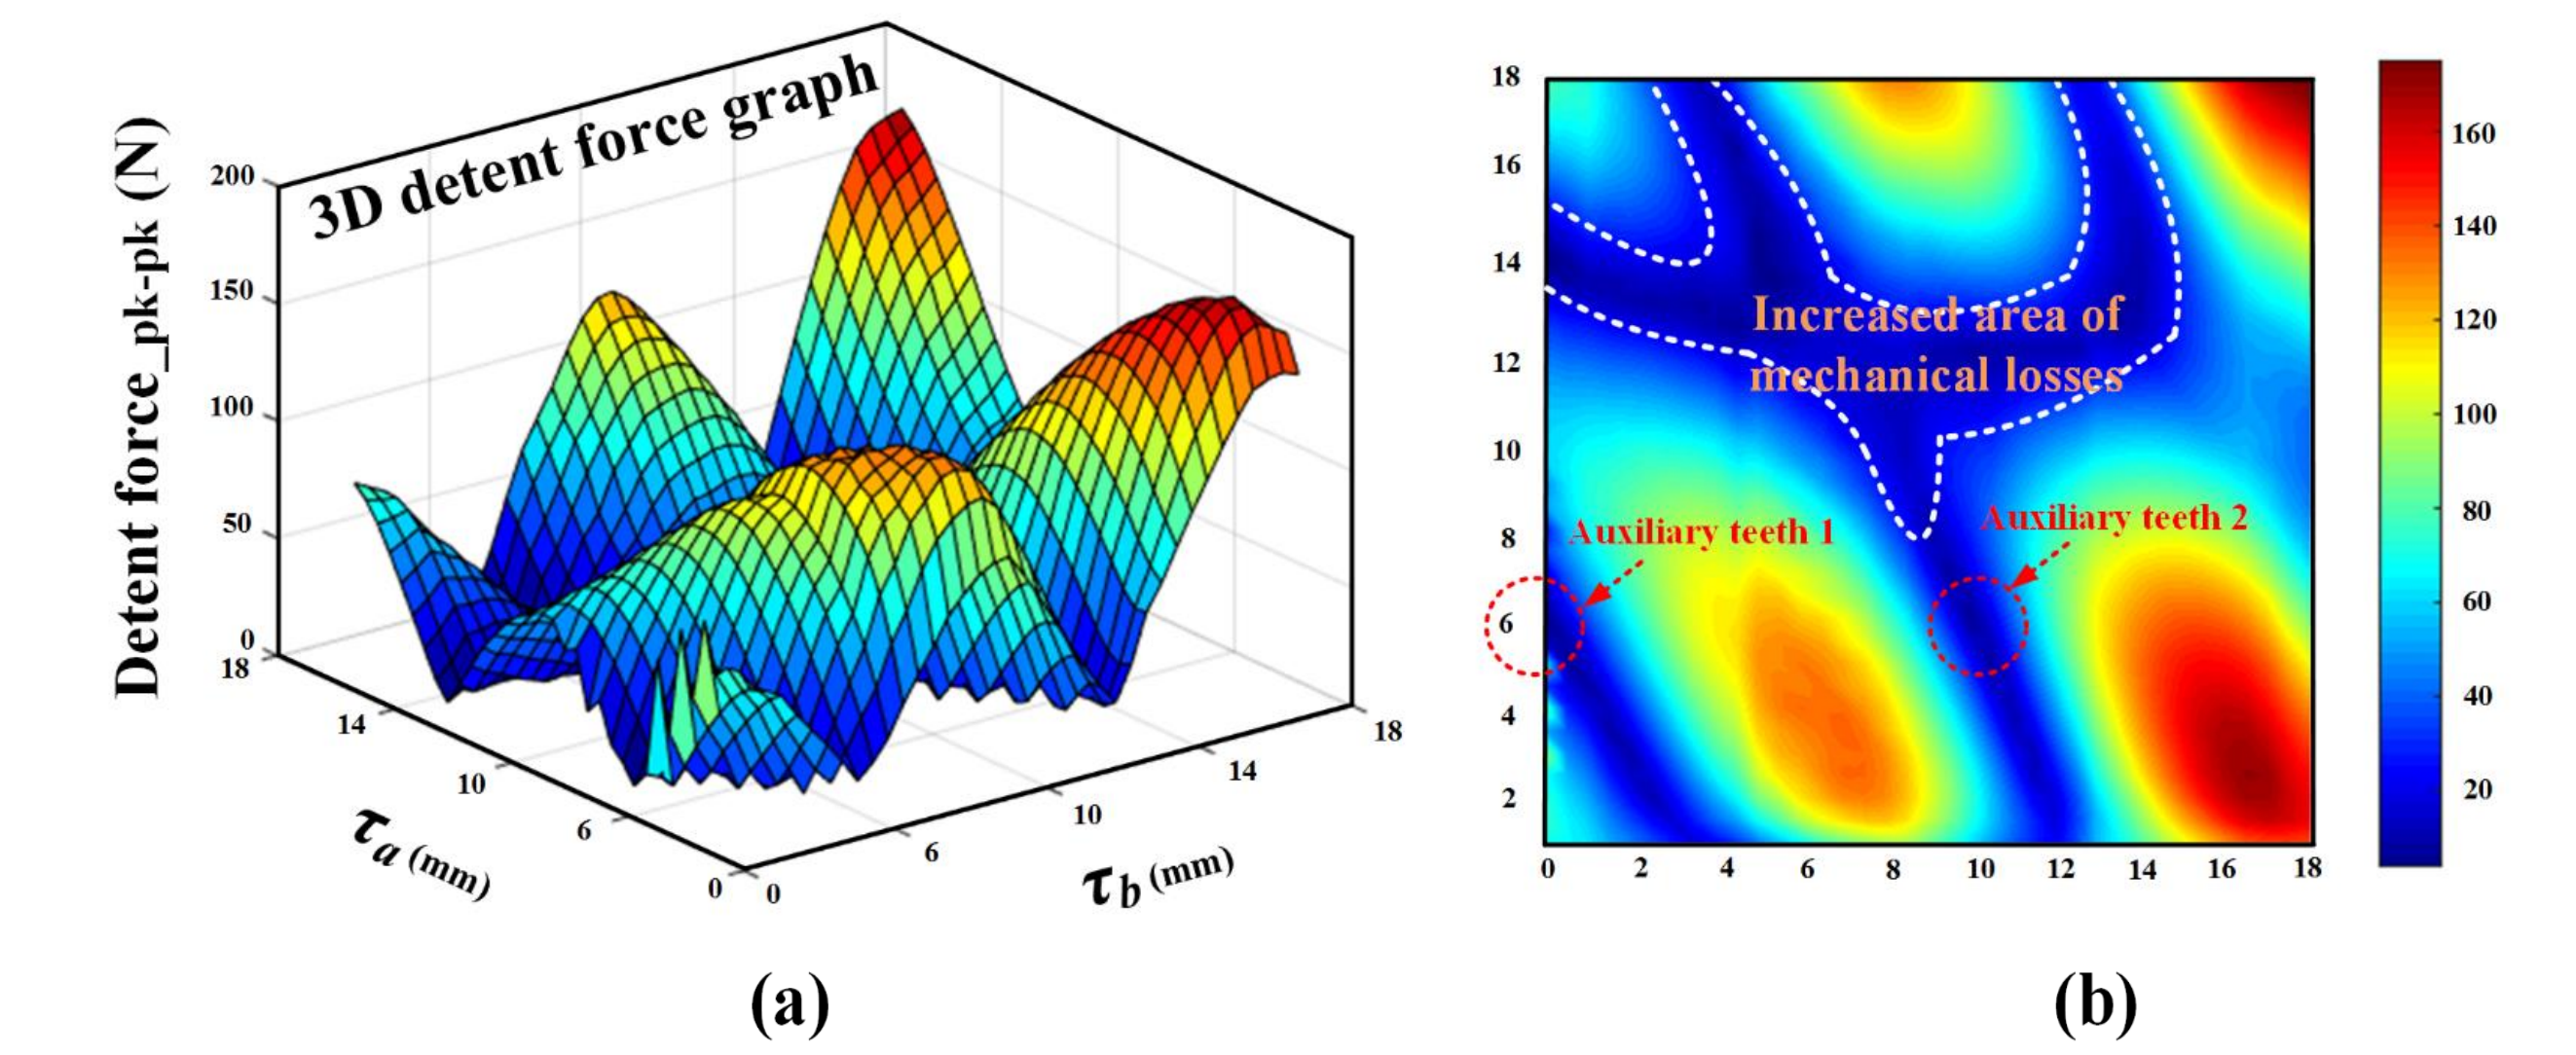 3D detent force graph
Detent force_pk-pk (N)
200
150
100
50
0
18
14
10
6
0
τa (mm)
0
6
10
14
18
τb (mm)
(a)
18
16
14
12
10
8
6
4
2
0 2 4 6 8 10 12 14 16 18
Increased area of
mechanical losses
Auxiliary teeth 1
Auxiliary teeth 2
160
140
120
100
80
60
40
20
(b)